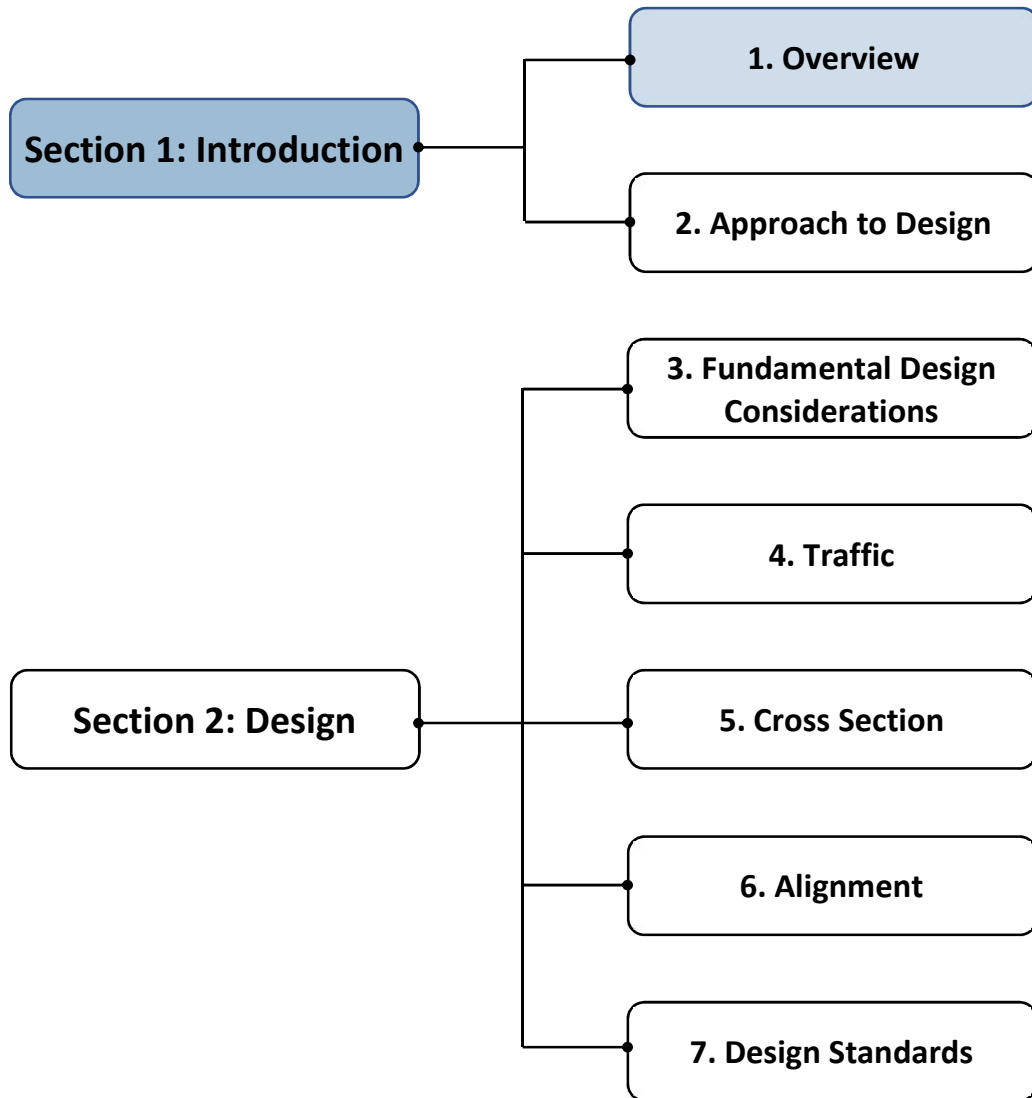 1. Overview
Section 1: Introduction
2. Approach to Design
3. Fundamental Design
Considerations
4. Traffic
Section 2: Design
5. Cross Section
6. Alignment
7. Design Standards